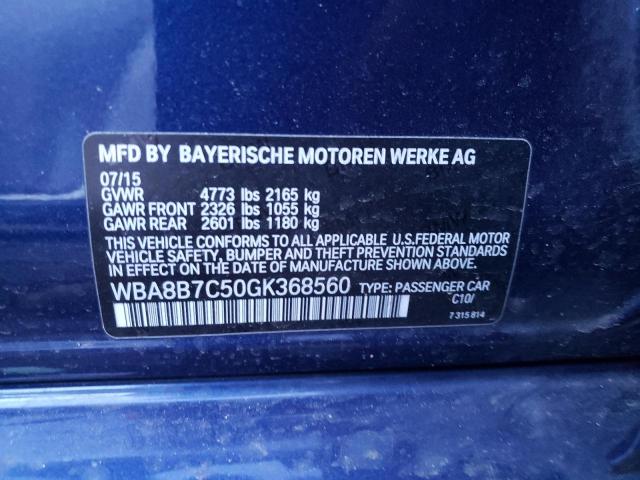 MFD BY BAYERISCHE MOTOREN WERKE AG
07/15
GVWR 4773 lbs 2165 kg
GAWR FRONT 2326 lbs 1055 kg
GAWR REAR 2601 lbs 1180 kg
THIS VEHICLE CONFORMS TO ALL APPLICABLE U.S.FEDERAL MOTOR
VEHICLE SAFETY, BUMPER AND THEFT PREVENTION STANDARDS
IN EFFECT ON THE DATE OF MANUFACTURE SHOWN ABOVE.
WBA8B7C50GK368560 TYPE: PASSENGER CAR
C10/
7 315 814